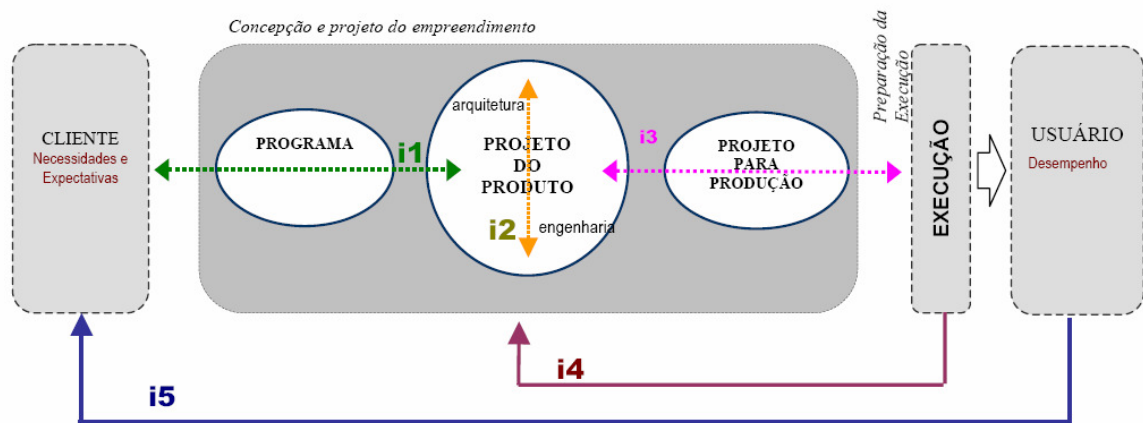 Concepção e projeto do empreendimento
CLIENTE
Necessidades e
Expectativas
PROGRAMA
i1
arquitetura
PROJETO
DO
PRODUTO
i2
engenharia
i3
PROJETO
PARA
PRODUÇÃO
Preparação da
Execução
EXECUÇÃO
USUÁRIO
Desempenho
i4
i5